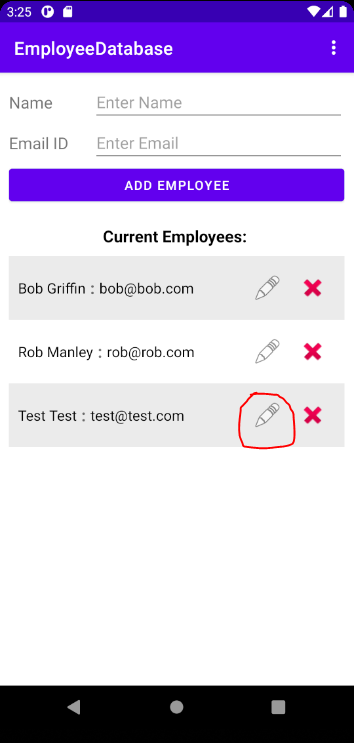 3:25
EmployeeDatabase
Name Enter Name
Email ID Enter Email
ADD EMPLOYEE
Current Employees:
Bob Griffin : bob@bob.com
Rob Manley : rob@rob.com
Test Test : test@test.com